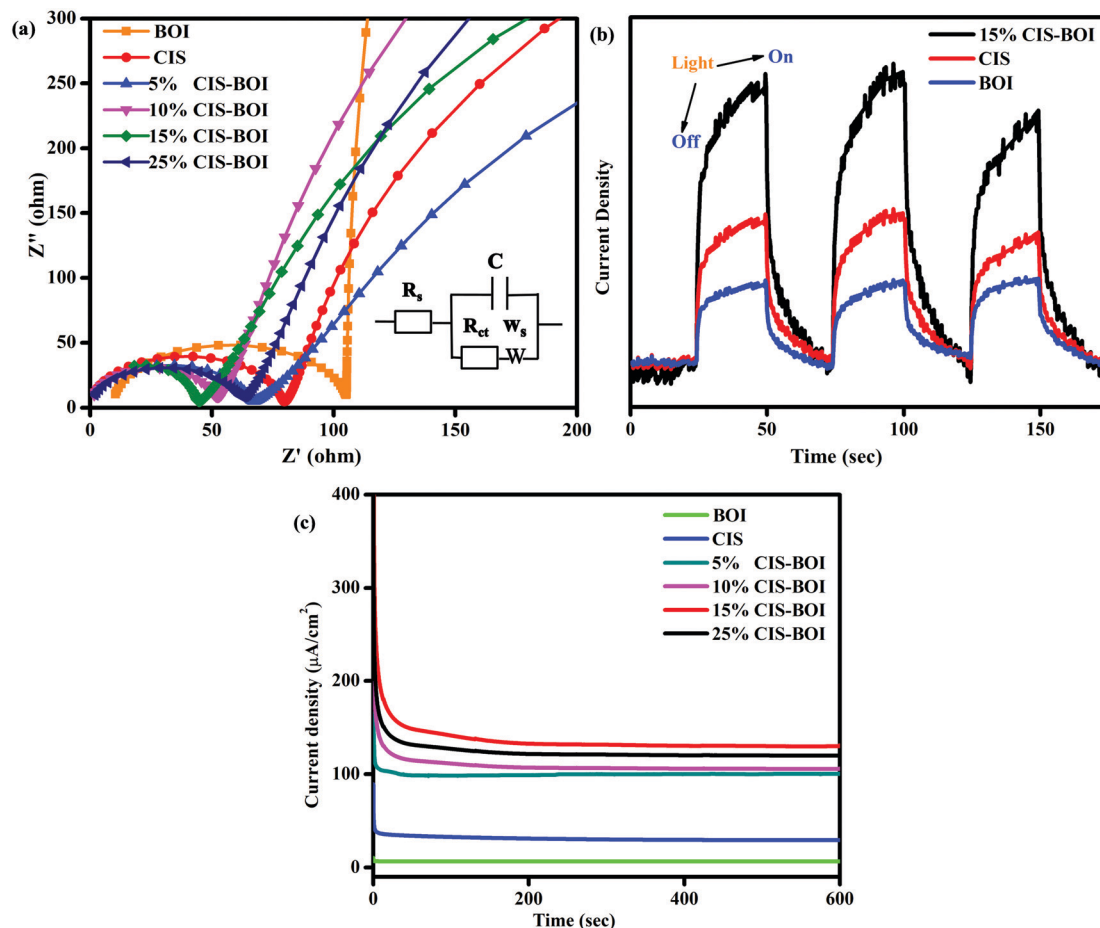 (a)
300
250
200
150
100
50
0
Z'' (ohm)
BOI
CIS
5% CIS-BOI
10% CIS-BOI
15% CIS-BOI
25% CIS-BOI
C
Rs
Rct
Ws
W
0 50 100 150 200
Z' (ohm)
(b)
Current Density
Light
On
Off
15% CIS-BOI
CIS
BOI
0 50 100 150
Time (sec)
(c)
400
300
200
100
0
Current density (µA/cm²)
BOI
CIS
5% CIS-BOI
10% CIS-BOI
15% CIS-BOI
25% CIS-BOI
0 200 400 600
Time (sec)